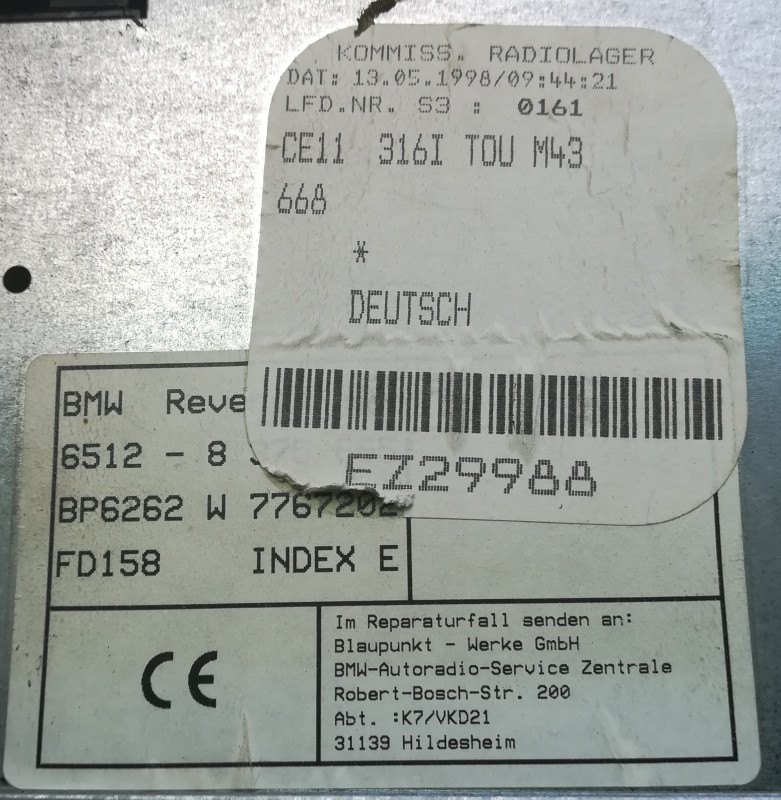 KOMMISS. RADIOLAGER
DAT: 13.05.1998/09:44:21
LFD.NR. S3 : 0161
CE11 316I TOU M43
668
*
DEUTSCH
EZ29988
BMW Reve
6512 - 8
BP6262 W 7767202
FD158 INDEX E
CE
Im Reparaturfall senden an:
Blaupunkt - Werke GmbH
BMW-Autoradio-Service Zentrale
Robert-Bosch-Str. 200
Abt. :K7/VKD21
31139 Hildesheim